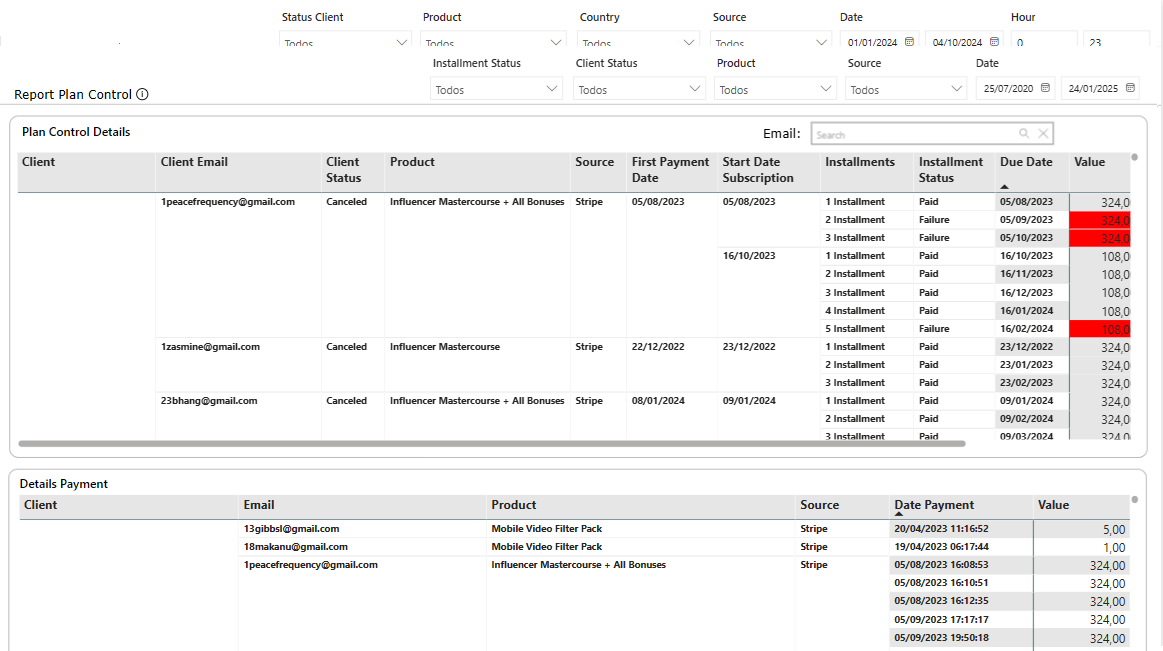 Status Client Product Country Source Date Hour
Todos Todos Todos Todos 01/01/2024 04/10/2024 0 23
Installment Status Client Status Product Source Date
Todos Todos Todos Todos 25/07/2020 24/01/2025
Report Plan Control
Plan Control Details
Email: Search
Client Client Email Client Status Product Source First Payment Date Start Date Subscription Installments Installment Status Due Date Value
1peacefrequency@gmail.com Canceled Influencer Mastercourse + All Bonuses Stripe 05/08/2023 05/08/2023 1 Installment Paid 05/08/2023 324,0
2 Installment Failure 05/09/2023 324,0
3 Installment Failure 05/10/2023 324,0
16/10/2023 1 Installment Paid 16/10/2023 108,0
2 Installment Paid 16/11/2023 108,0
3 Installment Paid 16/12/2023 108,0
4 Installment Paid 16/01/2024 108,0
5 Installment Failure 16/02/2024 108,0
1zasmine@gmail.com Canceled Influencer Mastercourse Stripe 22/12/2022 23/12/2022 1 Installment Paid 23/12/2022 324,0
2 Installment Paid 23/01/2023 324,0
3 Installment Paid 23/02/2023 324,0
23bhang@gmail.com Canceled Influencer Mastercourse + All Bonuses Stripe 08/01/2024 09/01/2024 1 Installment Paid 09/01/2024 324,0
2 Installment Paid 09/02/2024 324,0
3 Installment Paid 09/03/2024 324,0
Details Payment
Client Email Product Source Date Payment Value
13gibbsl@gmail.com Mobile Video Filter Pack Stripe 20/04/2023 11:16:52 5,00
18makanu@gmail.com Mobile Video Filter Pack Stripe 19/04/2023 06:17:44 1,00
1peacefrequency@gmail.com Influencer Mastercourse + All Bonuses Stripe 05/08/2023 16:08:53 324,00
05/08/2023 16:10:51 324,00
05/08/2023 16:12:35 324,00
05/09/2023 17:17:17 324,00
05/09/2023 19:50:18 324,00